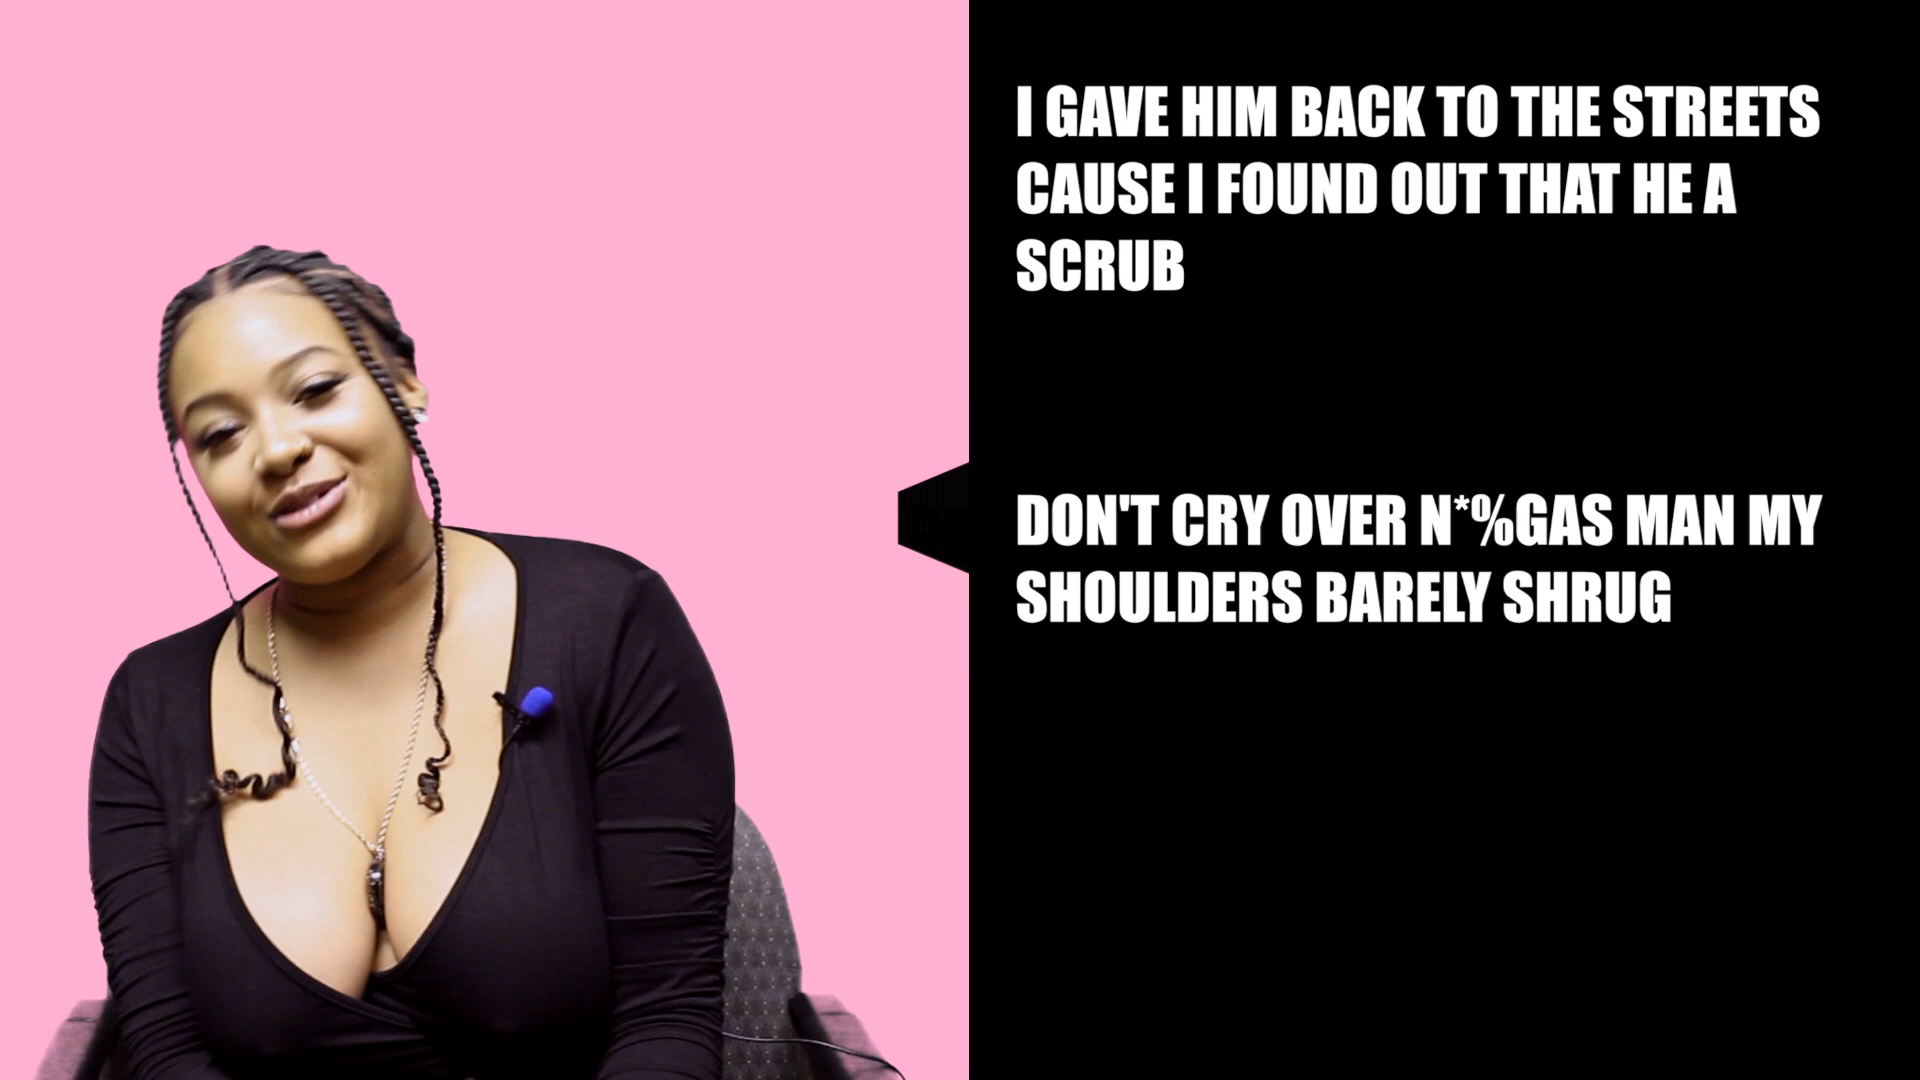 I GAVE HIM BACK TO THE STREETS
CAUSE I FOUND OUT THAT HE A
SCRUB
DON'T CRY OVER N*%GAS MAN MY
SHOULDERS BARELY SHRUG